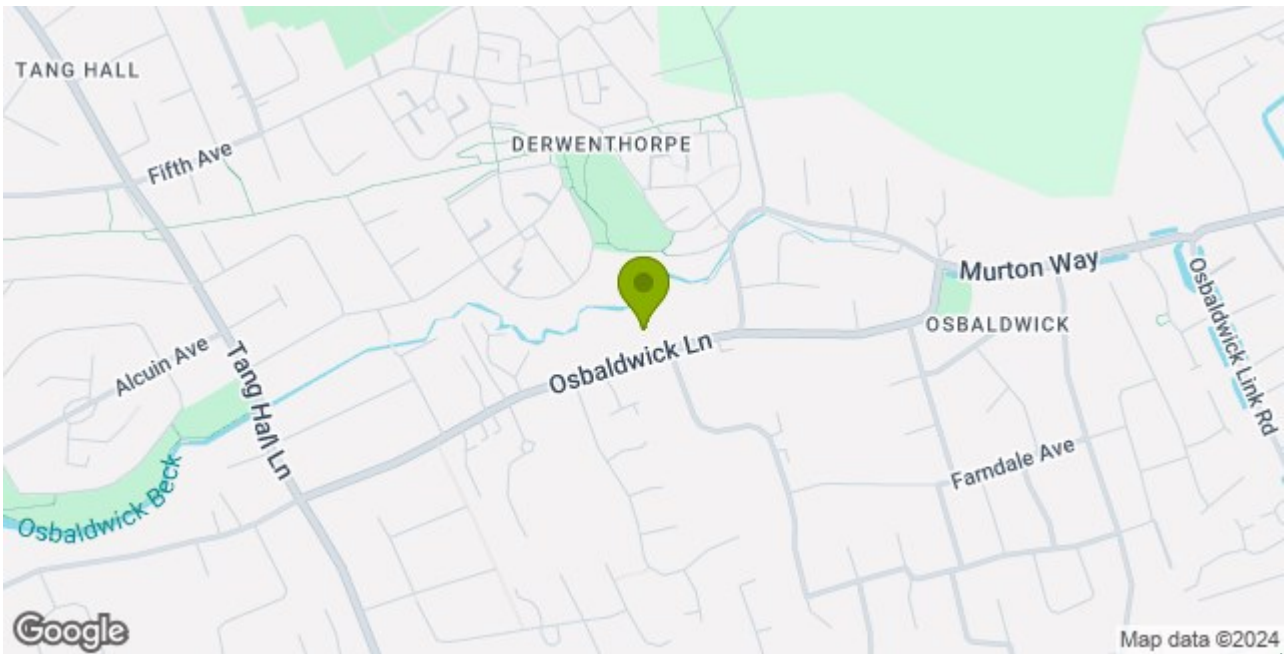 TANG HALL
DERWENTHORPE
Fifth Ave
Murton Way
Osbaldwick Link Rd
OSBALDWICK
Osbaldwick Ln
Alcuin Ave
Tang Hall Ln
Farndale Ave
Osbaldwick Beck
Google
Map data ©2024